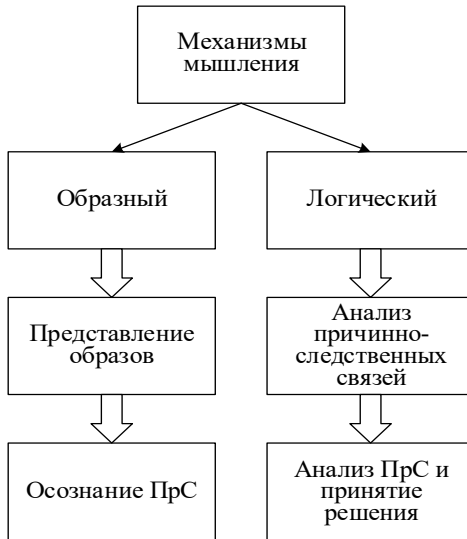 Механизмы
мышления
Образный
Логический
Представление
образов
Анализ
причинно-
следственных
связей
Осознание ПрС
Анализ ПрС и
принятие
решения